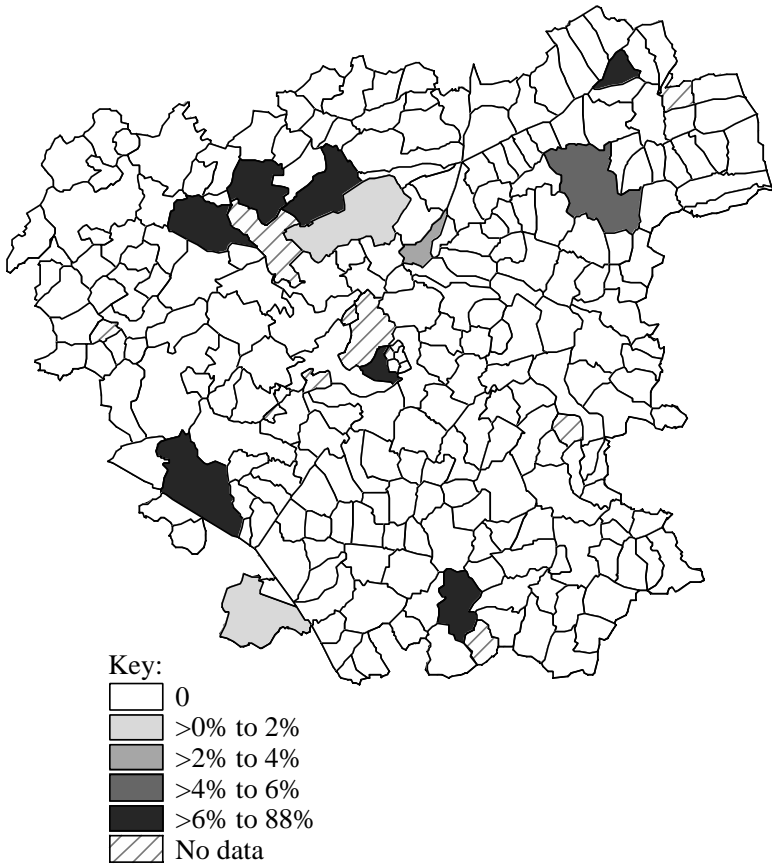 Key:
0
>0% to 2%
>2% to 4%
>4% to 6%
>6% to 88%
No data